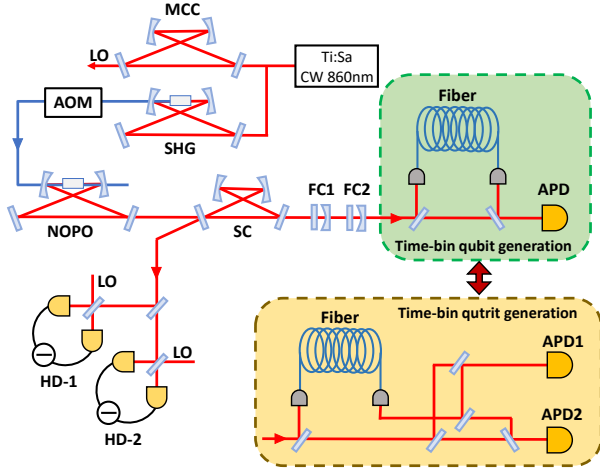 MCC
LO
Ti:Sa
CW 860nm
AOM
SHG
Fiber
FC1 FC2
APD
NOPO
SC
Time-bin qubit generation
LO
Time-bin qutrit generation
Fiber
APD1
LO
HD-1
HD-2
APD2